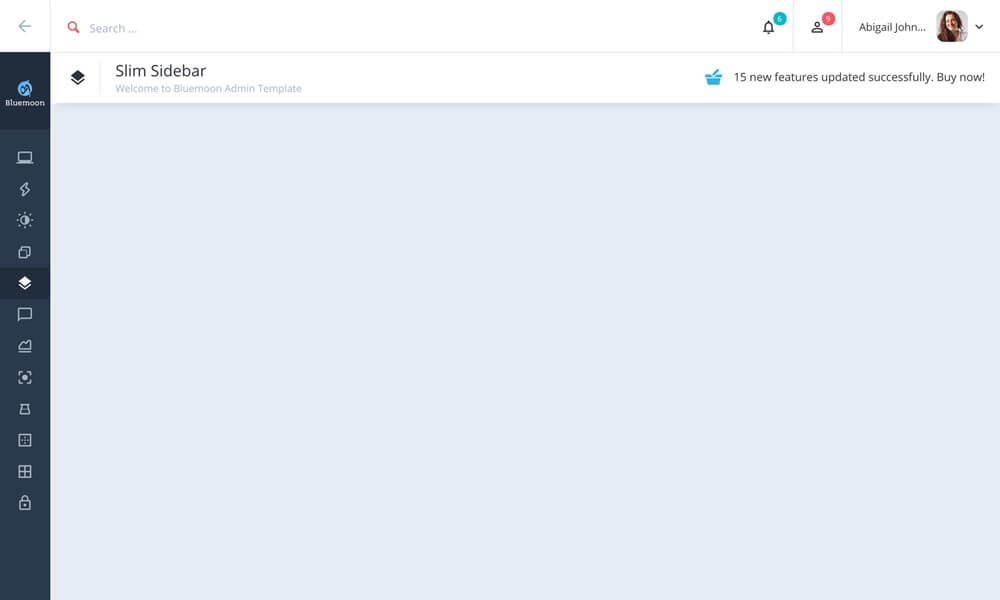 Search ...
6
9
Abigail John...
Bluemoon
Slim Sidebar
Welcome to Bluemoon Admin Template
15 new features updated successfully. Buy now!